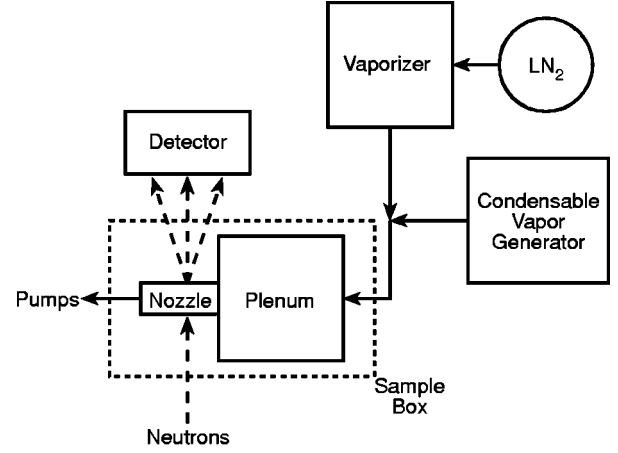 Vaporizer
LN₂
Detector
Condensable
Vapor
Generator
Pumps
Nozzle
Plenum
Sample
Box
Neutrons